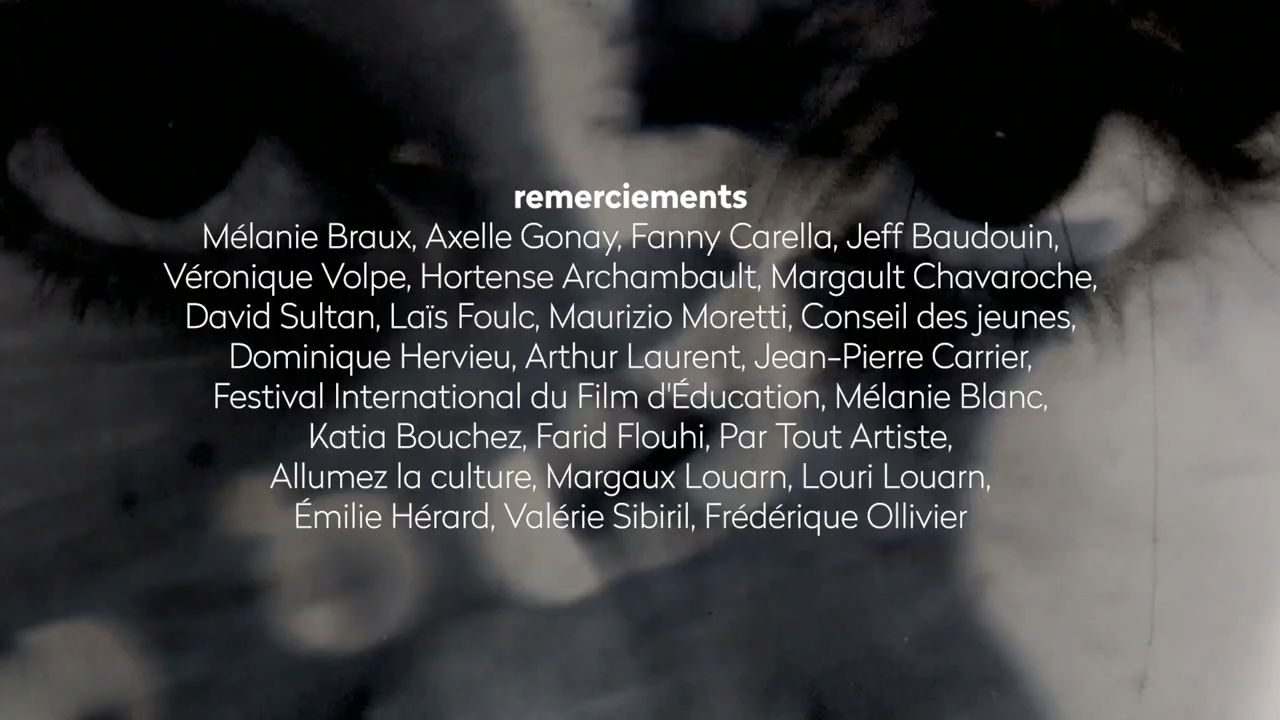 remerciements
Mélanie Braux, Axelle Gonay, Fanny Carella, Jeff Baudouin,
Véronique Volpe, Hortense Archambault, Margault Chavaroche,
David Sultan, Laïs Foulc, Maurizio Moretti, Conseil des jeunes,
Dominique Hervieu, Arthur Laurent, Jean-Pierre Carrier,
Festival International du Film d'Éducation, Mélanie Blanc,
Katia Bouchez, Farid Flouhi, Par Tout Artiste,
Allumez la culture, Margaux Louarn, Louri Louarn,
Émilie Hérard, Valérie Sibiril, Frédérique Ollivier